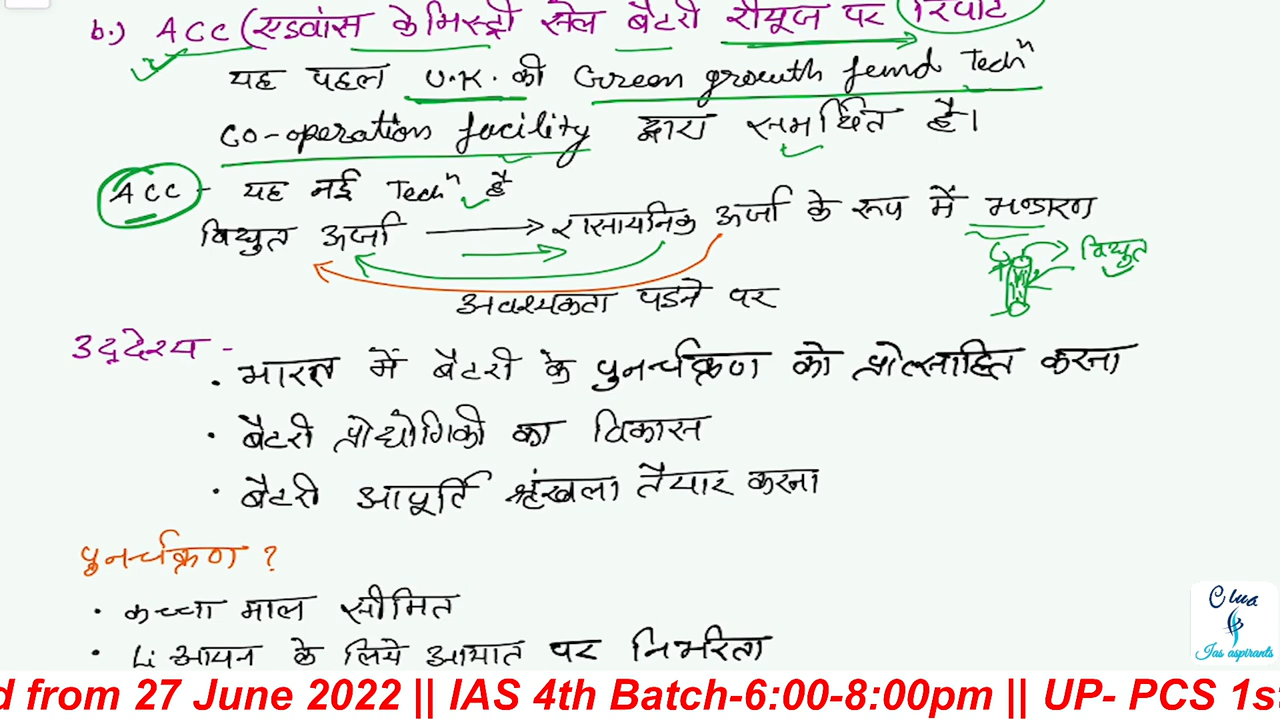 b.) ACC (एडवांस केमिस्ट्री सेल बैटरी रीयूज पर रिपोर्ट
यह पहल U.K. की Green growth fund Techⁿ
co-operation facility द्वारा समर्थित है।
ACC - यह नई Techⁿ है
विद्युत ऊर्जा → रासायनिक ऊर्जा के रूप में भण्डारण
विद्युत
अवश्यकता पडने पर
उद्देश्य -
• भारत में बैटरी के पुनर्चक्रण को प्रोत्साहित करना
• बैटरी प्रौद्योगिकी का विकास
• बैटरी आपूर्ति श्रृंखला तैयार करना
पुनर्चक्रण ?
• कच्चा माल सीमित
• Li आयन के लिये आयात पर निर्भरता
Clue
Ias aspirants
d from 27 June 2022 || IAS 4th Batch-6:00-8:00pm || UP- PCS 1s